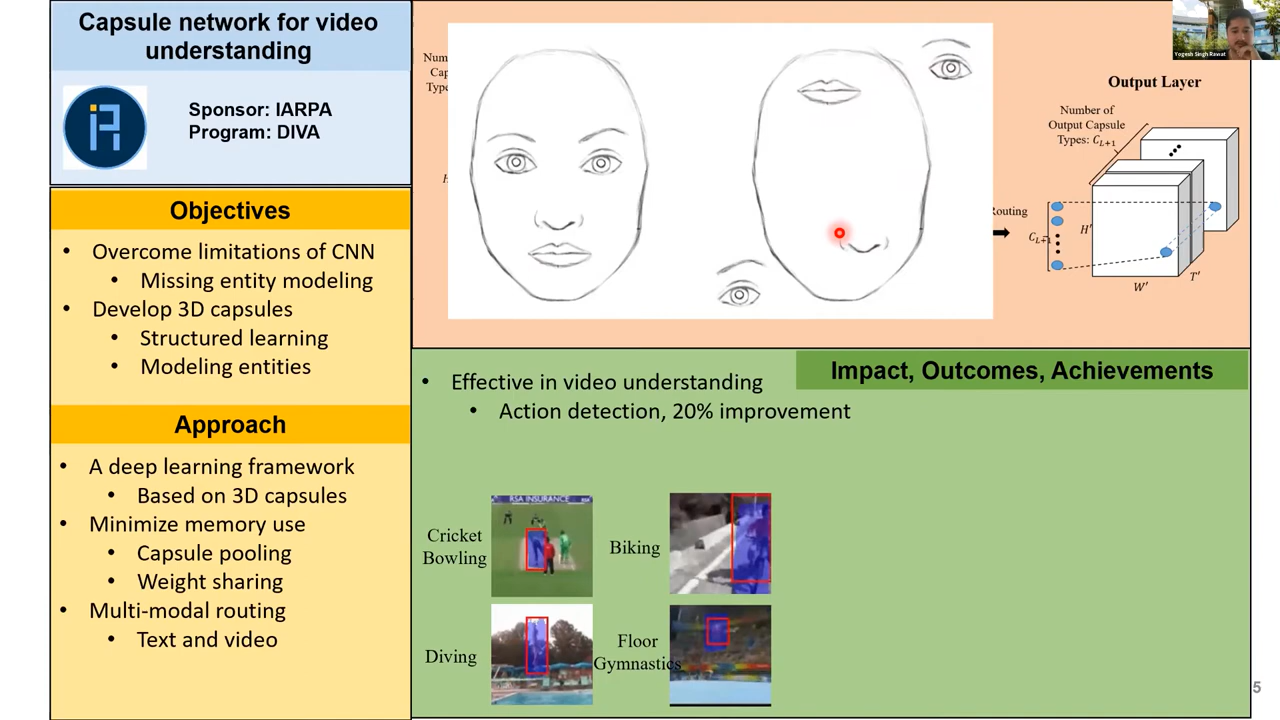 Capsule network for video
understanding
Sponsor: IARPA
Program: DIVA
Objectives
• Overcome limitations of CNN
• Missing entity modeling
• Develop 3D capsules
• Structured learning
• Modeling entities
Approach
• A deep learning framework
• Based on 3D capsules
• Minimize memory use
• Capsule pooling
• Weight sharing
• Multi-modal routing
• Text and video
Yogesh Singh Rawat
Output Layer
Number of
Output Capsule
Types: C_{L+1}
C_{L+1}
H'
W'
T'
Impact, Outcomes, Achievements
• Effective in video understanding
• Action detection, 20% improvement
RSA INSURANCE
Cricket
Bowling
Biking
Diving
Floor
Gymnastics
5